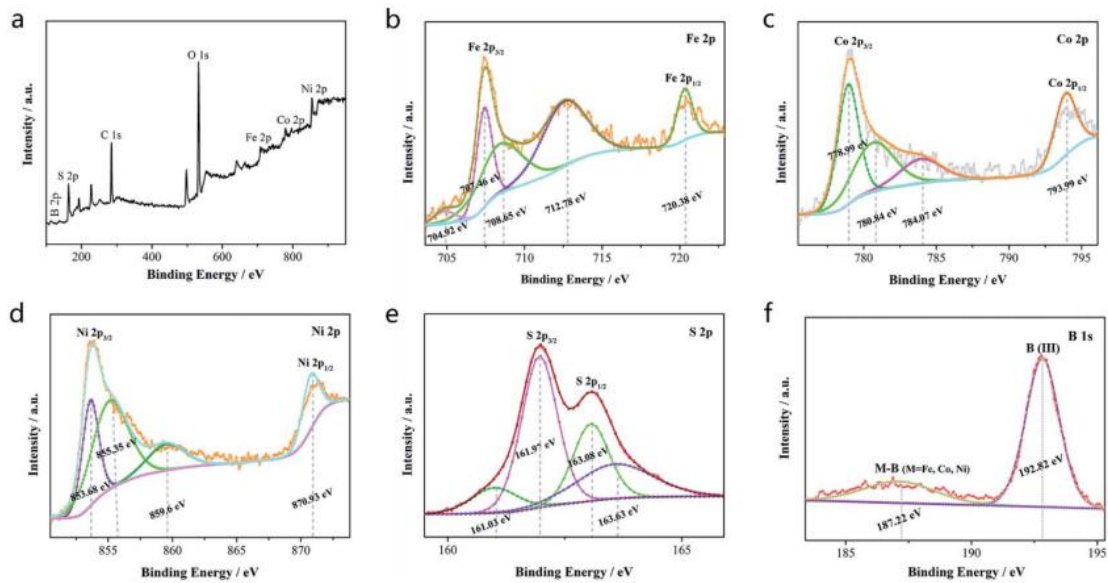 a
Intensity / a.u.
B 2p
S 2p
C 1s
O 1s
Fe 2p
Co 2p
Ni 2p
200
400
600
800
Binding Energy / eV
b
Fe 2p
Fe 2p3/2
Fe 2p1/2
Intensity / a.u.
704.92 eV
707.46 eV
708.65 eV
712.78 eV
720.38 eV
705
710
715
720
Binding Energy / eV
c
Co 2p
Co 2p3/2
Co 2p1/2
Intensity / a.u.
778.99 eV
780.84 eV
784.07 eV
793.99 eV
780
785
790
795
Binding Energy / eV
d
Ni 2p
Ni 2p3/2
Ni 2p1/2
Intensity / a.u.
853.68 eV
855.35 eV
859.6 eV
870.93 eV
855
860
865
870
Binding Energy / eV
e
S 2p
S 2p3/2
S 2p1/2
Intensity / a.u.
161.03 eV
161.97 eV
163.08 eV
163.63 eV
160
165
Binding Energy / eV
f
B 1s
B (III)
M-B (M=Fe, Co, Ni)
Intensity / a.u.
187.22 eV
192.82 eV
185
190
195
Binding Energy / eV